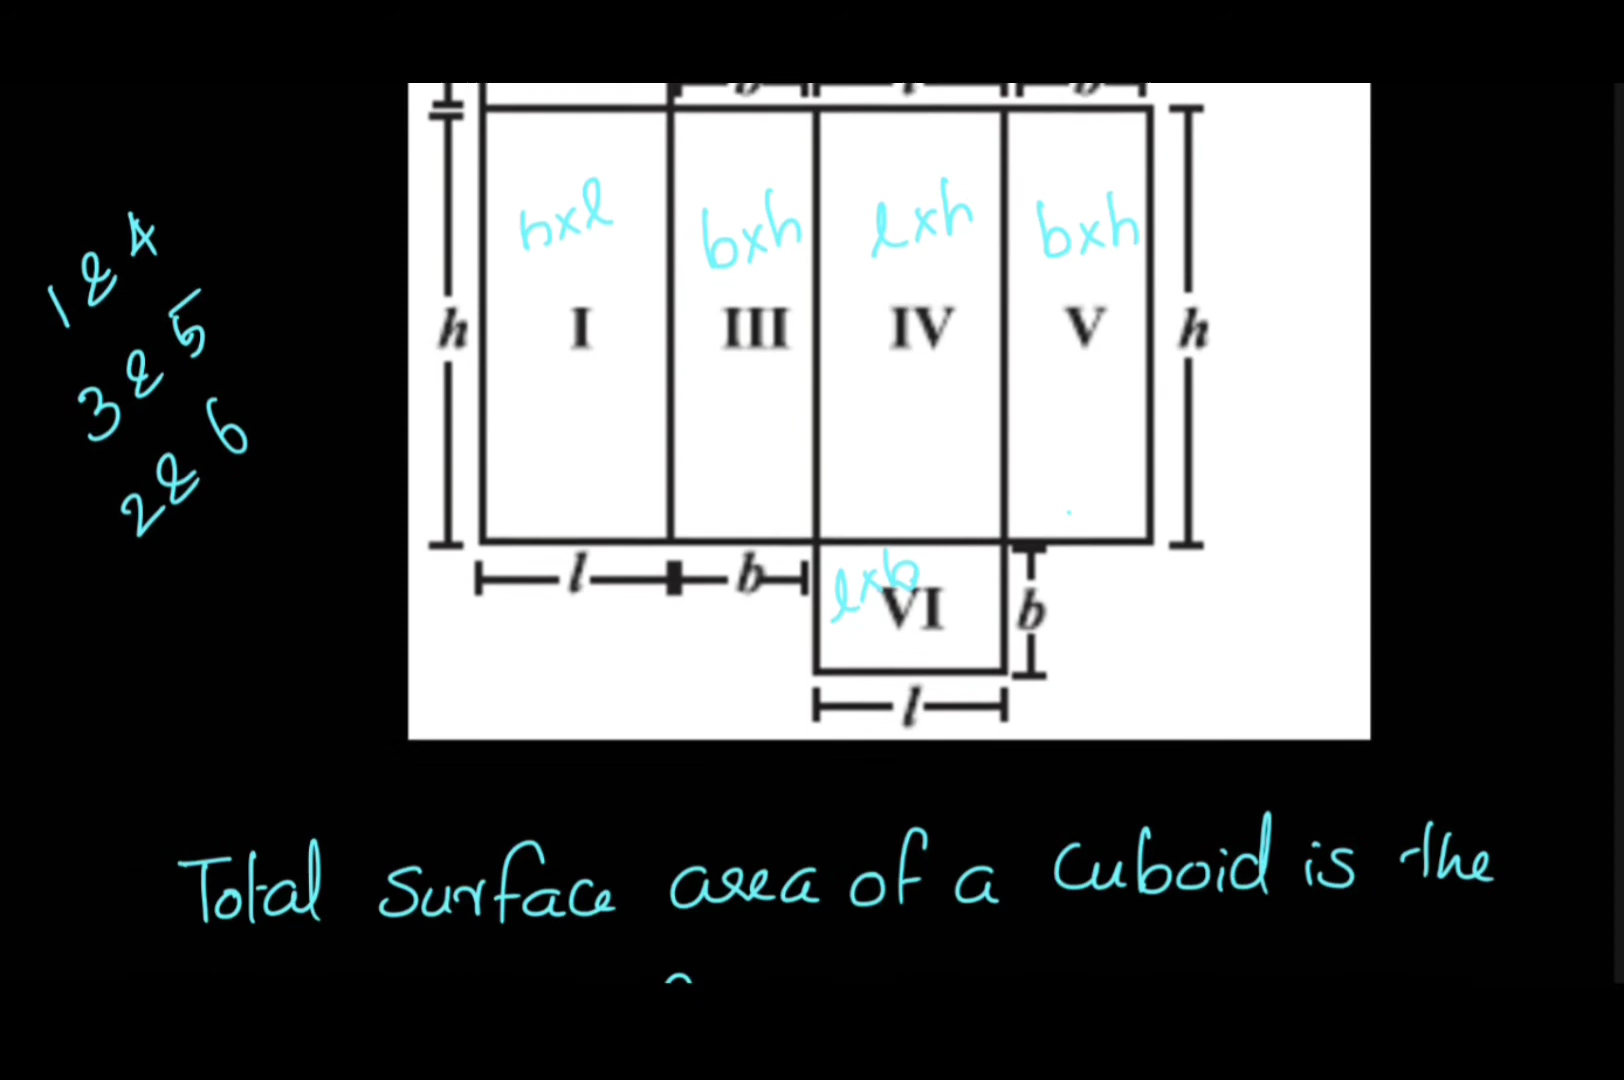 b l b
h×l b×h l×h b×h
1 & 4
3 & 5
2 & 6
h I III IV V h
l b l×b VI b
l
Total surface area of a cuboid is the